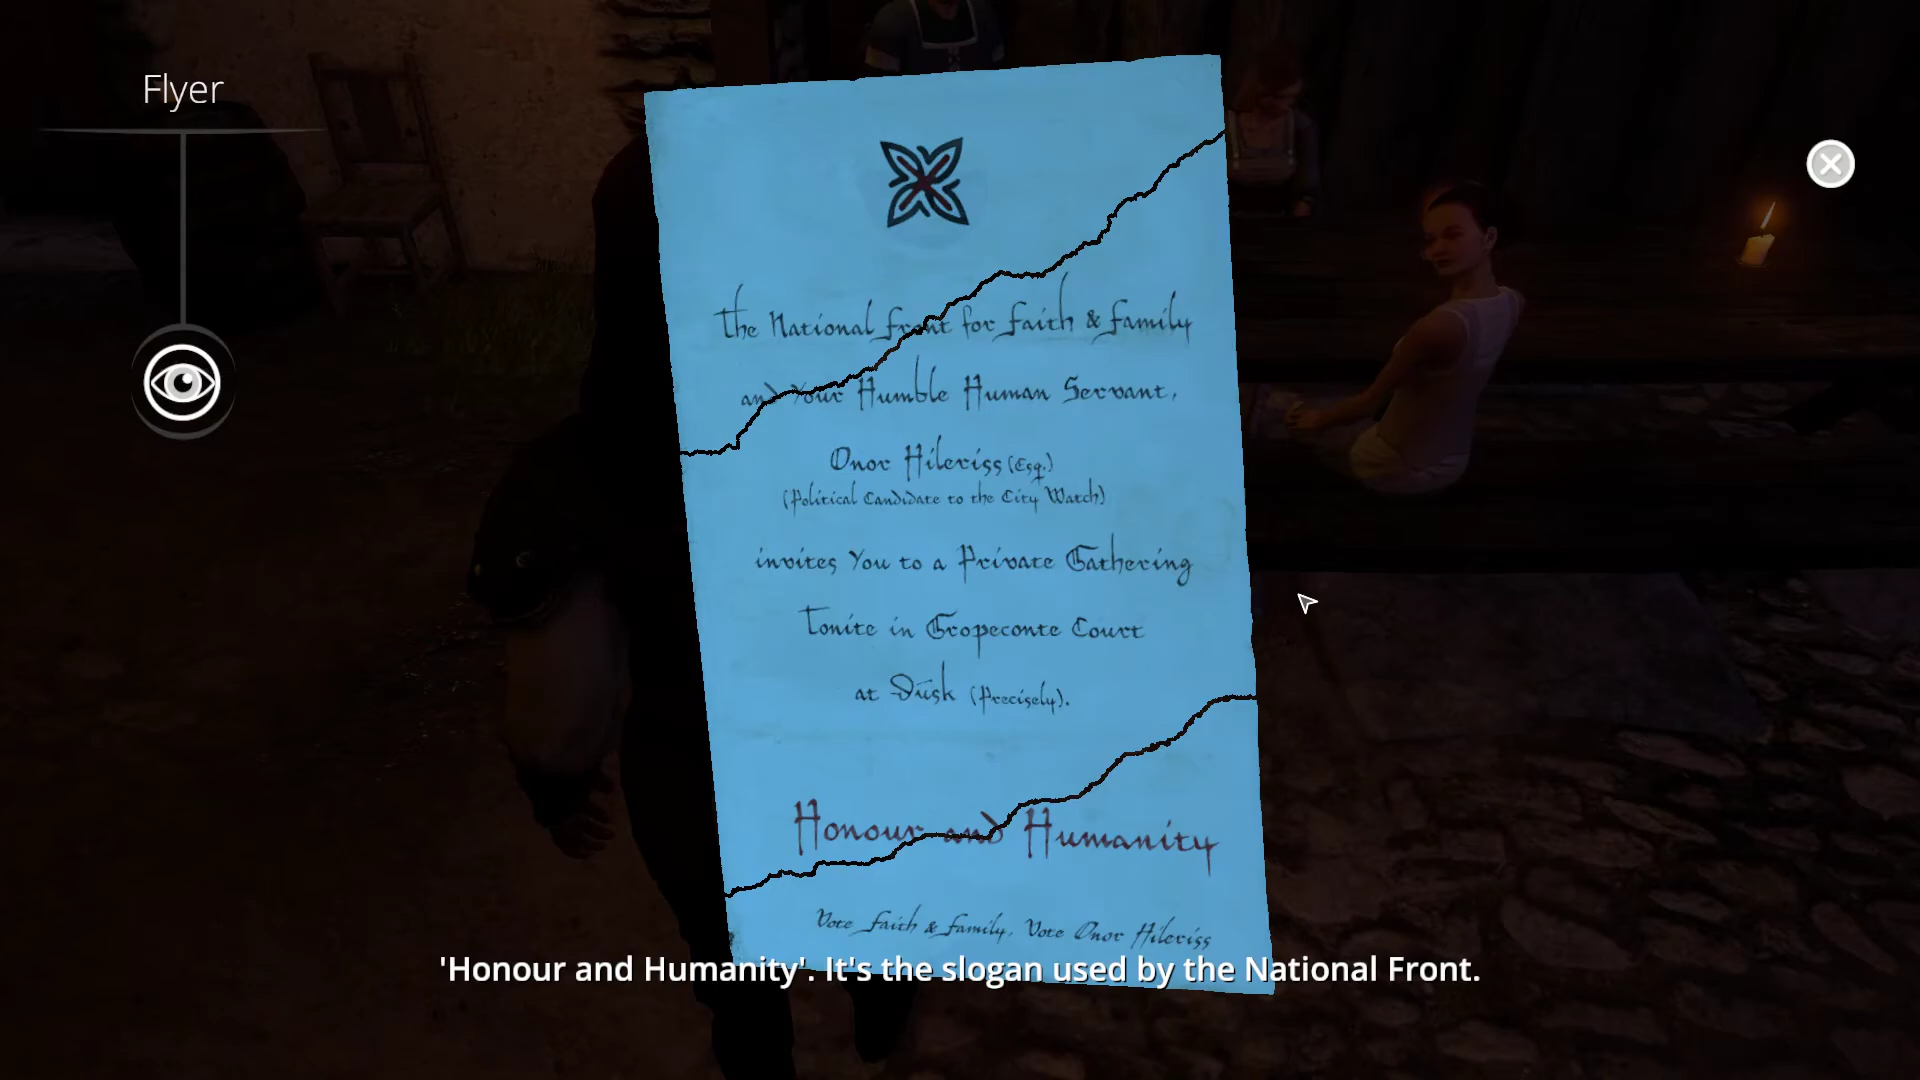 Flyer
The National Front for Faith & Family
and Your Humble Human Servant,
Onor Hileriss (Esq.)
(Political Candidate to the City Watch)
invites You to a Private Gathering
Tonite in Gropeconte Court
at Dusk (Precisely).
Honour and Humanity
Vote Faith & Family, Vote Onor Hileriss
'Honour and Humanity'. It's the slogan used by the National Front.